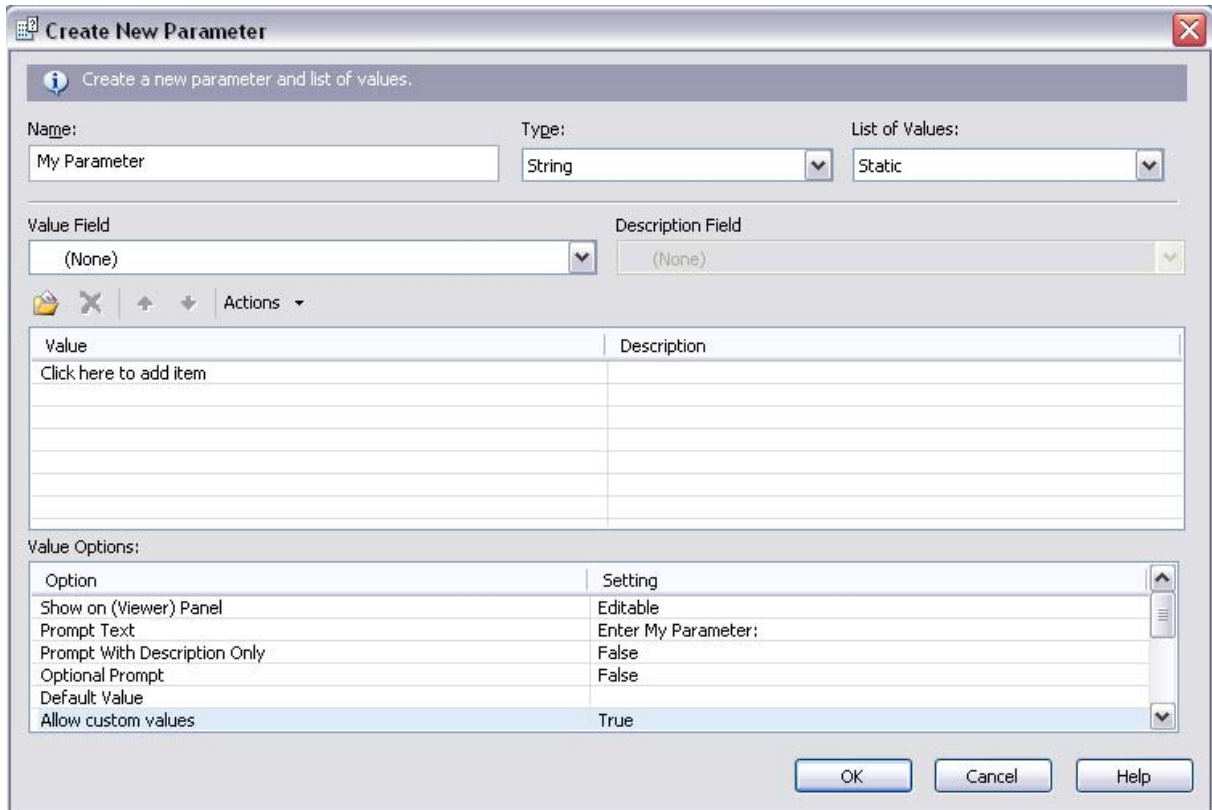 Create New Parameter
Create a new parameter and list of values.
Name: Type: List of Values:
My Parameter String Static
Value Field Description Field
(None) (None)
Actions
Value Description
Click here to add item
Value Options:
Option Setting
Show on (Viewer) Panel Editable
Prompt Text Enter My Parameter:
Prompt With Description Only False
Optional Prompt False
Default Value
Allow custom values True
OK Cancel Help